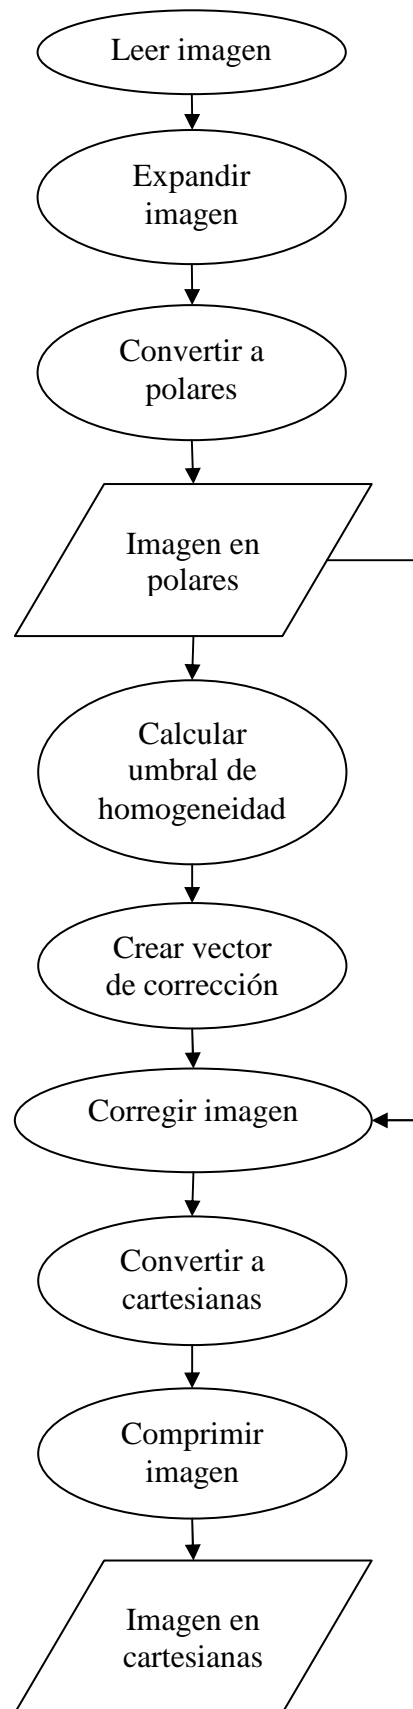 Leer imagen
Expandir
imagen
Convertir a
polares
Imagen en
polares
Calcular
umbral de
homogeneidad
Crear vector
de corrección
Corregir imagen
Convertir a
cartesianas
Comprimir
imagen
Imagen en
cartesianas